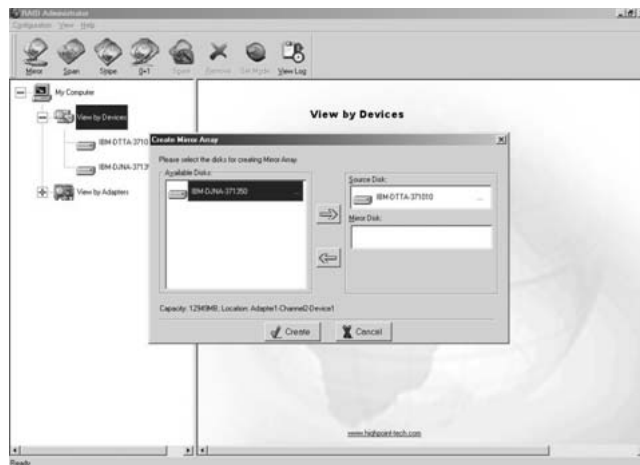 RAID Administrator
Configuration View Help
Mirror Span Stripe 0+1 Spare Remove Get Mode View Log
My Computer
View by Devices
IBM-DTTA-3710
IBM-DJNA-3713
View by Adapters
View by Devices
Create Mirror Array
Please select the disks for creating Mirror Array
Available Disks:
IBM-DJNA-371350 ...
Source Disk:
IBM-DTTA-371010 ...
Mirror Disk:
Capacity: 12949MB; Location: Adapter1-Channel2-Device1
Create Cancel
www.highpoint-tech.com
Ready